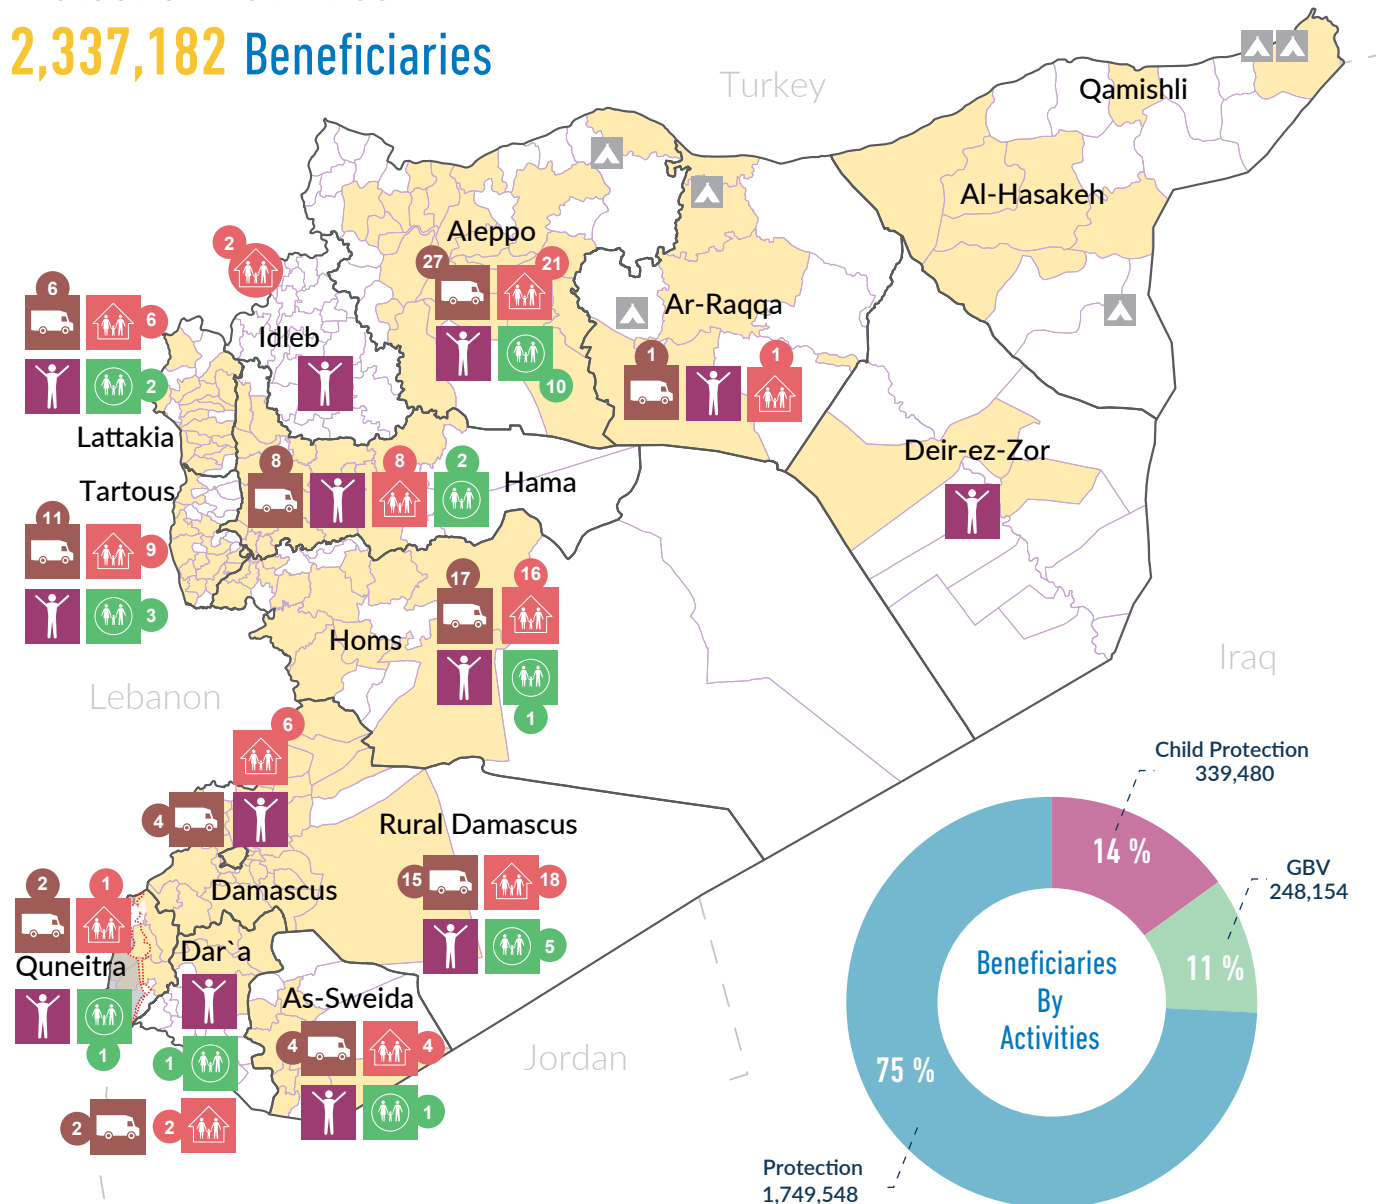 2,337,182 Beneficiaries
Turkey
Qamishli
Al-Hasakeh
Aleppo
27
21
10
2
Idleb
6
6
2
Lattakia
Ar-Raqqa
1
1
Deir-ez-Zor
Tartous
11
9
3
8
8
2
Hama
17
16
1
Homs
Lebanon
Iraq
6
4
Rural Damascus
15
18
5
Damascus
2
1
Quneitra
1
Dar`a
1
2
2
As-Sweida
4
4
1
Jordan
Child Protection
339,480
14 %
GBV
248,154
11 %
Beneficiaries
By
Activities
75 %
Protection
1,749,548